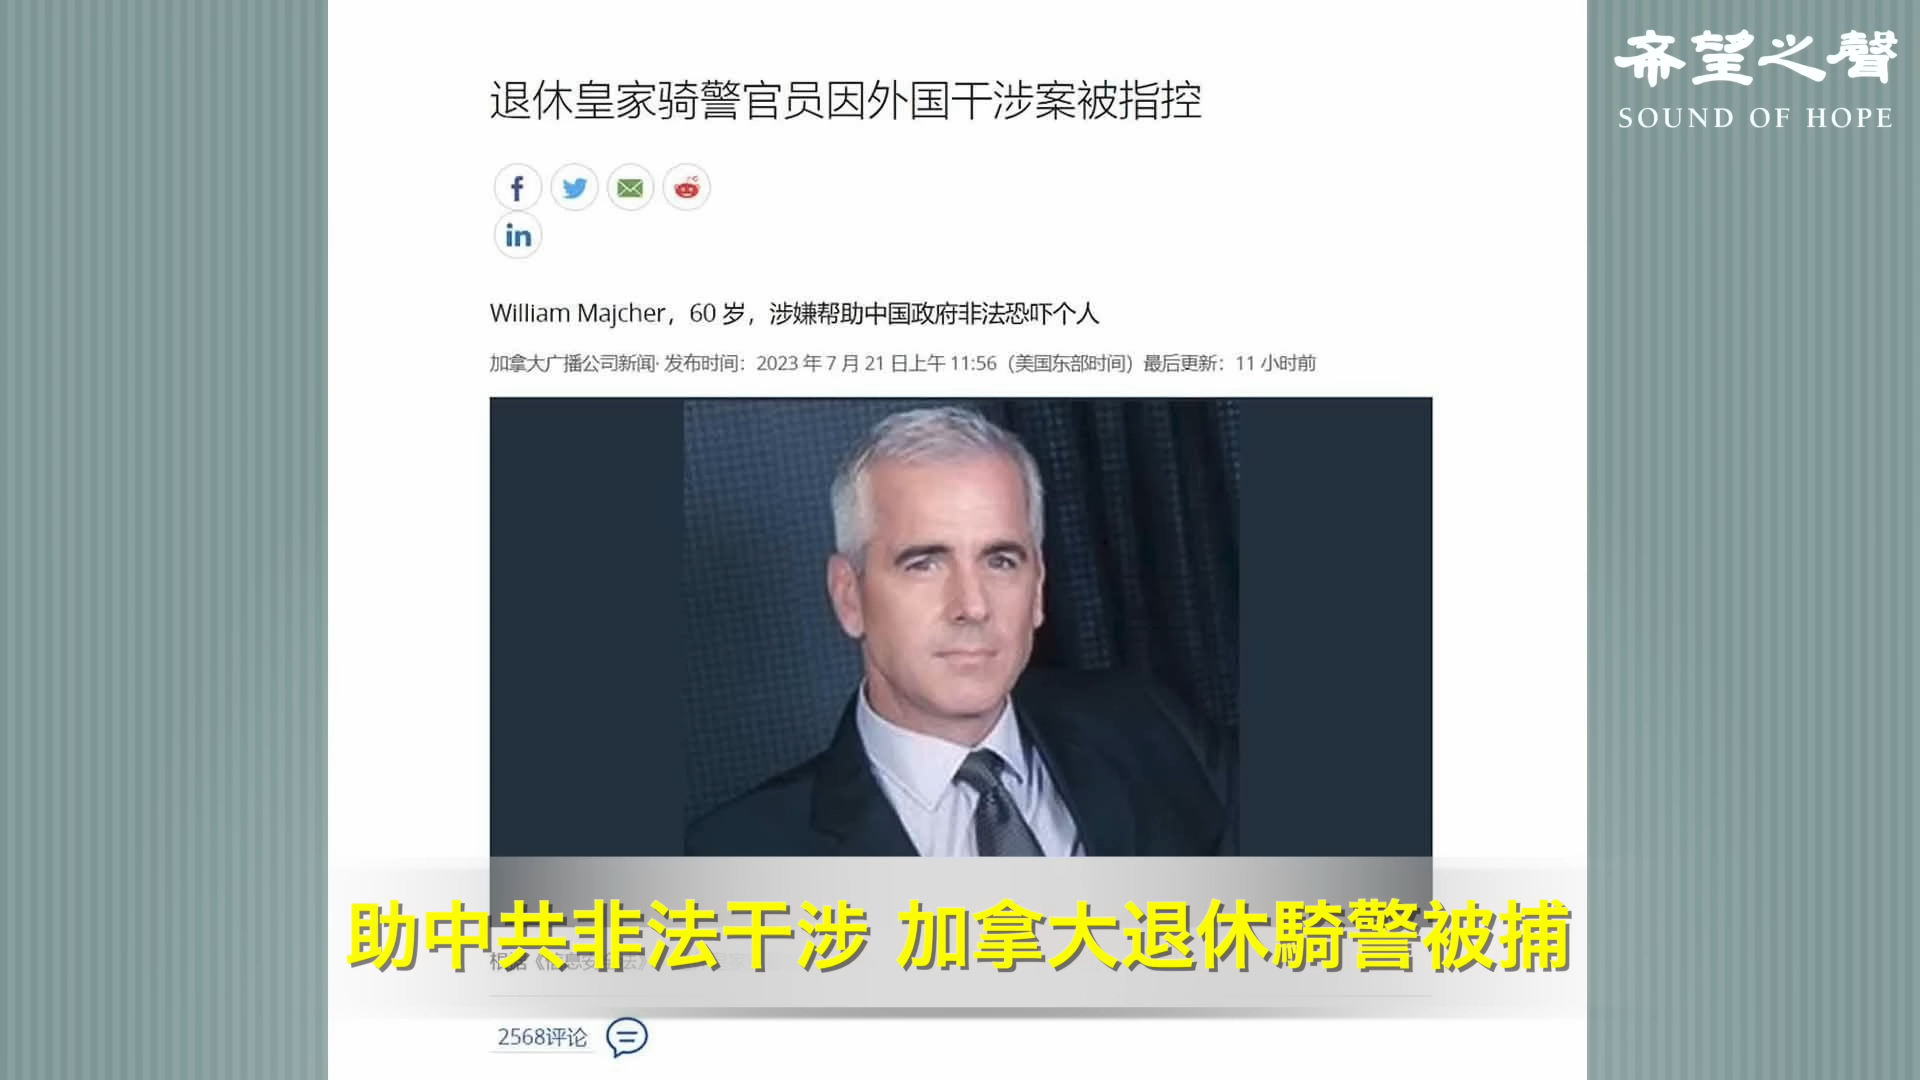 希望之聲
SOUND OF HOPE
退休皇家骑警官员因外国干涉案被指控
William Majcher，60 岁，涉嫌帮助中国政府非法恐吓个人
加拿大广播公司新闻· 发布时间：2023 年 7 月 21 日上午 11:56（美国东部时间）最后更新：11 小时前
助中共非法干涉 加拿大退休騎警被捕
2568评论